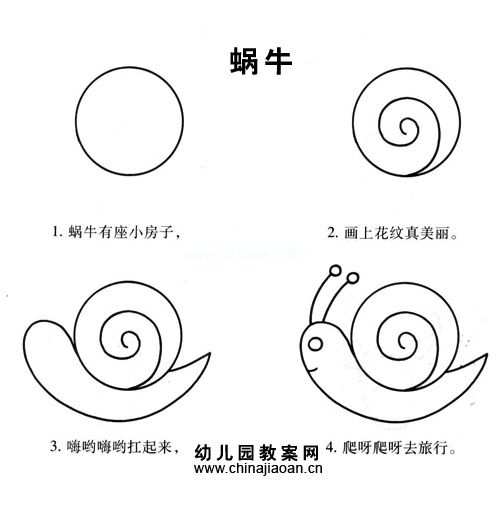 蜗牛
1. 蜗牛有座小房子，
2. 画上花纹真美丽。
3. 嗨哟嗨哟扛起来，
4. 爬呀爬呀去旅行。
幼儿园教案网
www.chinajiaoan.cn